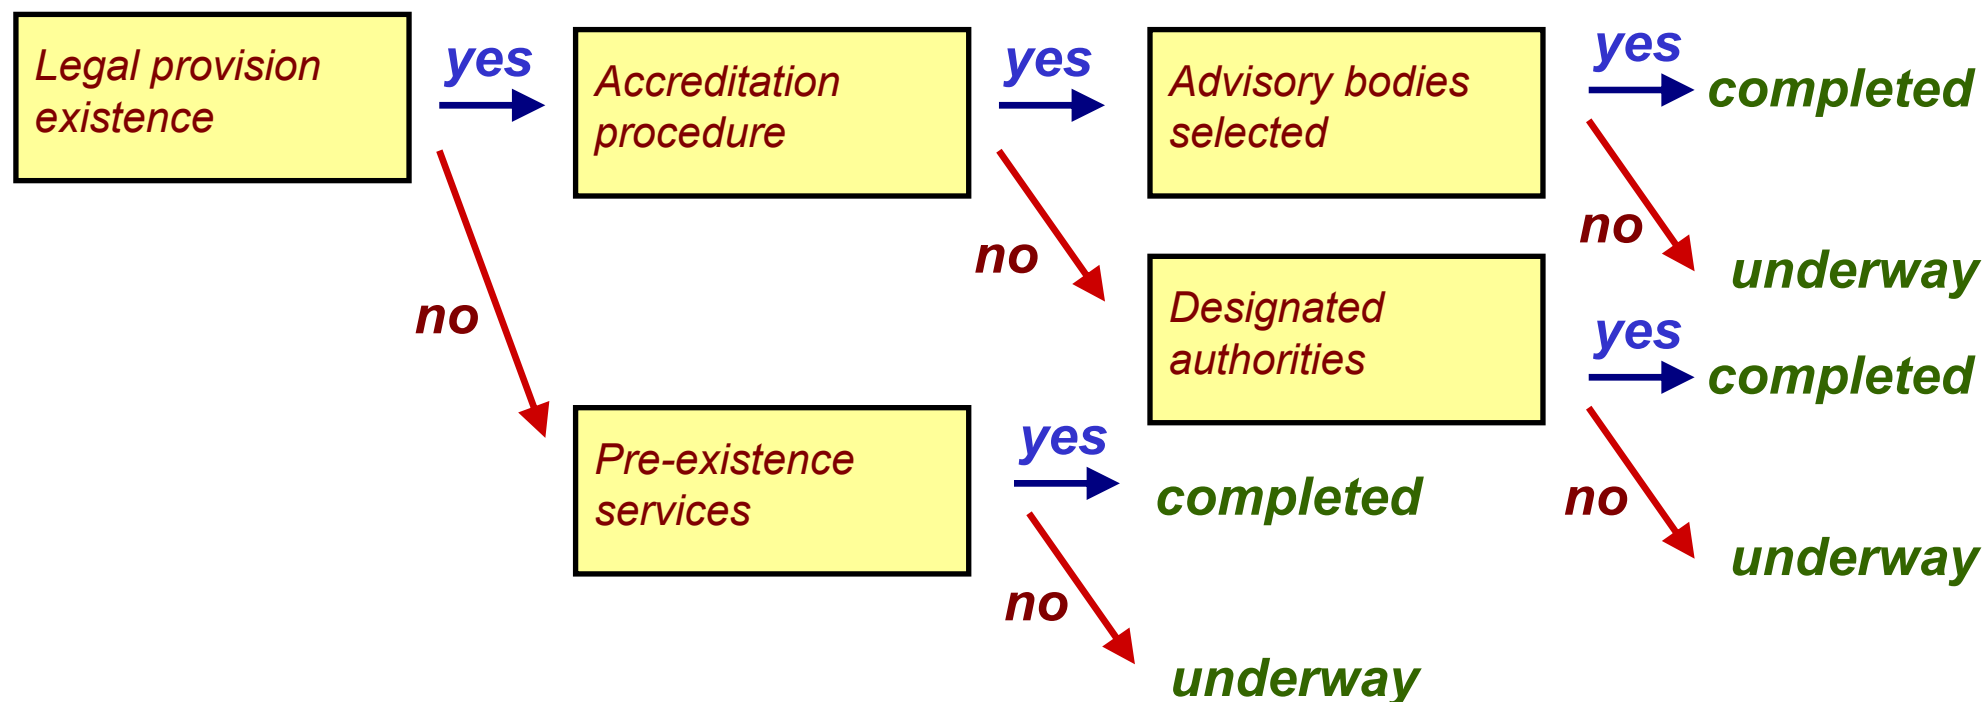 Legal provision
existence
yes
Accreditation
procedure
yes
Advisory bodies
selected
yes
completed
no
underway
no
Designated
authorities
yes
completed
no
underway
no
Pre-existence
services
yes
completed
no
underway